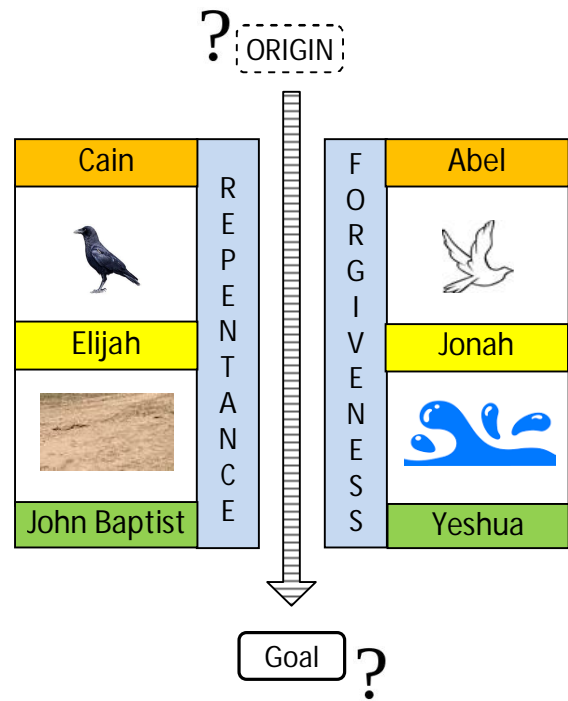 ? ORIGIN
Cain
REPENTANCE
Elijah
John Baptist
FORGIVENESS
Abel
Jonah
Yeshua
Goal ?